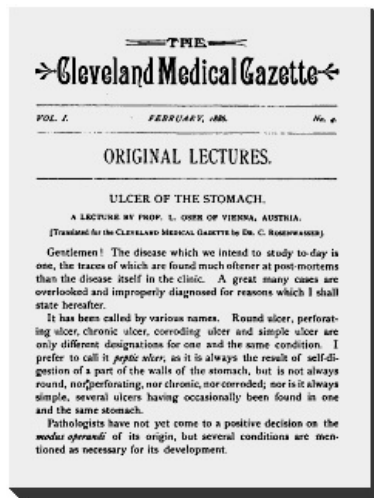 THE
Cleveland Medical Gazette
VOL. I. FEBRUARY, 1886. No. 4.
ORIGINAL LECTURES.
ULCER OF THE STOMACH.
A LECTURE BY PROF. L. OSER OF VIENNA, AUSTRIA.
[Translated for the CLEVELAND MEDICAL GAZETTE by DR. C. ROSENWASSER].
Gentlemen! The disease which we intend to study to-day is
one, the traces of which are found much oftener at post-mortems
than the disease itself in the clinic. A great many cases are
overlooked and improperly diagnosed for reasons which I shall
state hereafter.
It has been called by various names. Round ulcer, perforat-
ing ulcer, chronic ulcer, corroding ulcer and simple ulcer are
only different designations for one and the same condition. I
prefer to call it peptic ulcer, as it is always the result of self-di-
gestion of a part of the walls of the stomach, but is not always
round, nor perforating, nor chronic, nor corroded; nor is it always
simple, several ulcers having occasionally been found in one
and the same stomach.
Pathologists have not yet come to a positive decision on the
modus operandi of its origin, but several conditions are men-
tioned as necessary for its development.